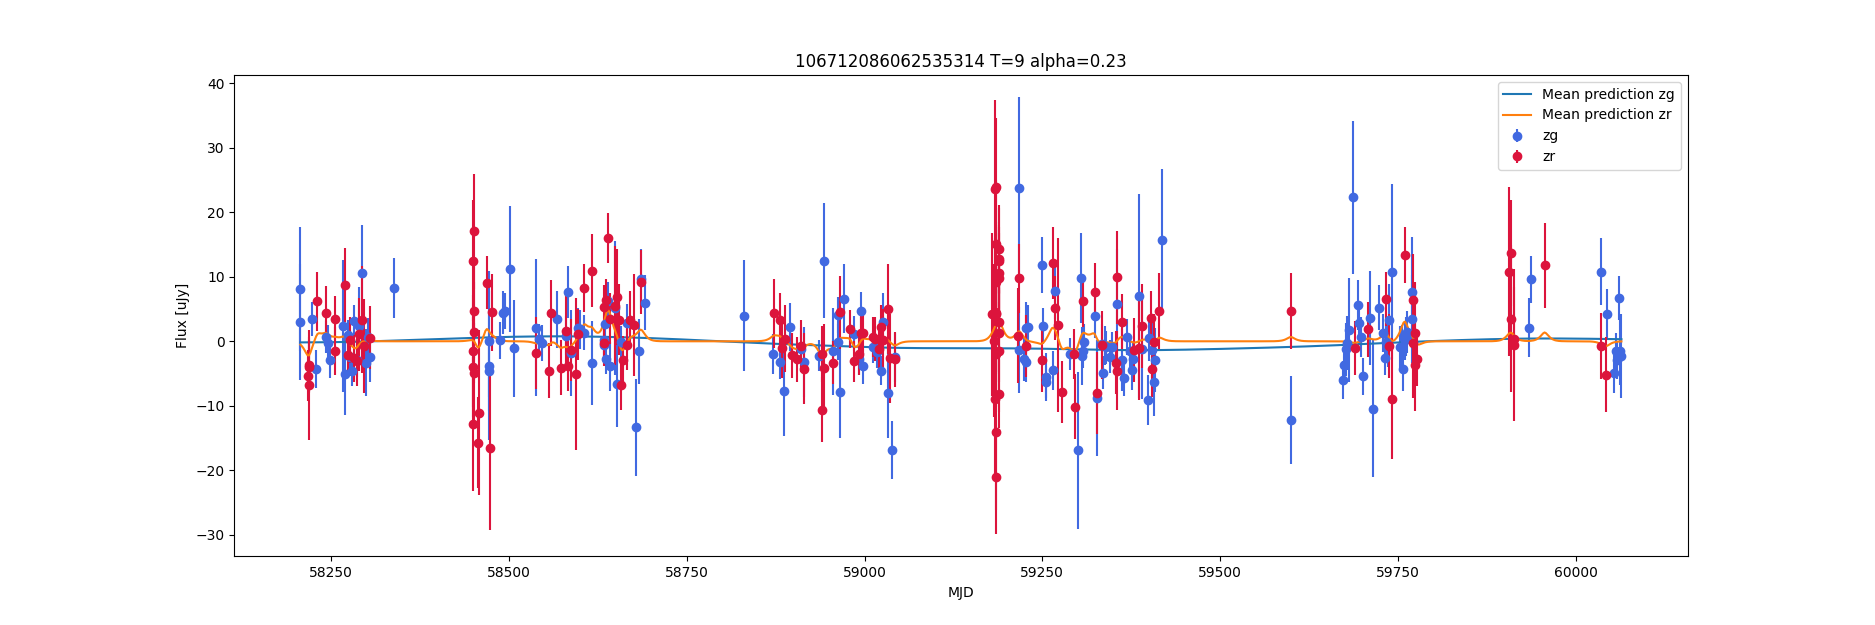 106712086062535314 T=9 alpha=0.23
40
30
20
10
0
−10
−20
−30
Flux [uJy]
58250 58500 58750 59000 59250 59500 59750 60000
MJD
Mean prediction zg
Mean prediction zr
zg
zr